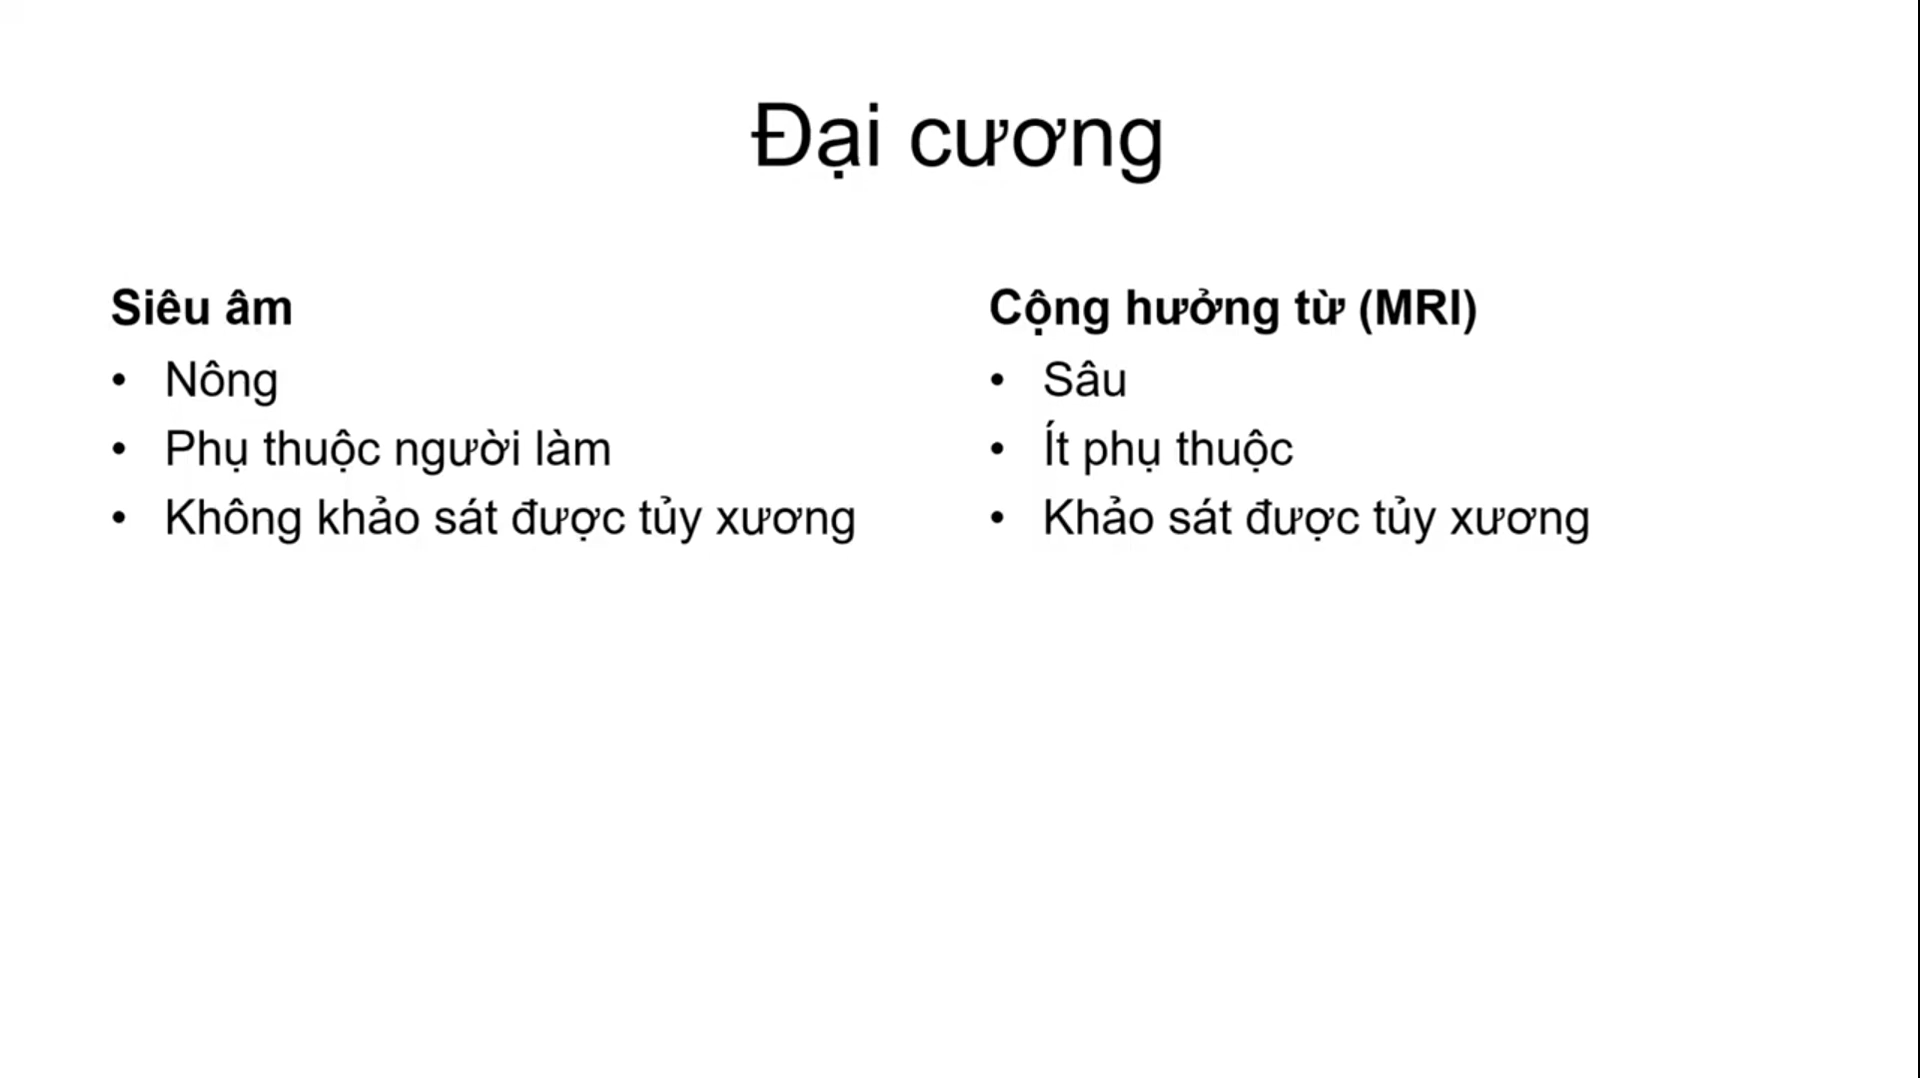 Đại cương
Siêu âm
• Nông
• Phụ thuộc người làm
• Không khảo sát được tủy xương
Cộng hưởng từ (MRI)
• Sâu
• Ít phụ thuộc
• Khảo sát được tủy xương